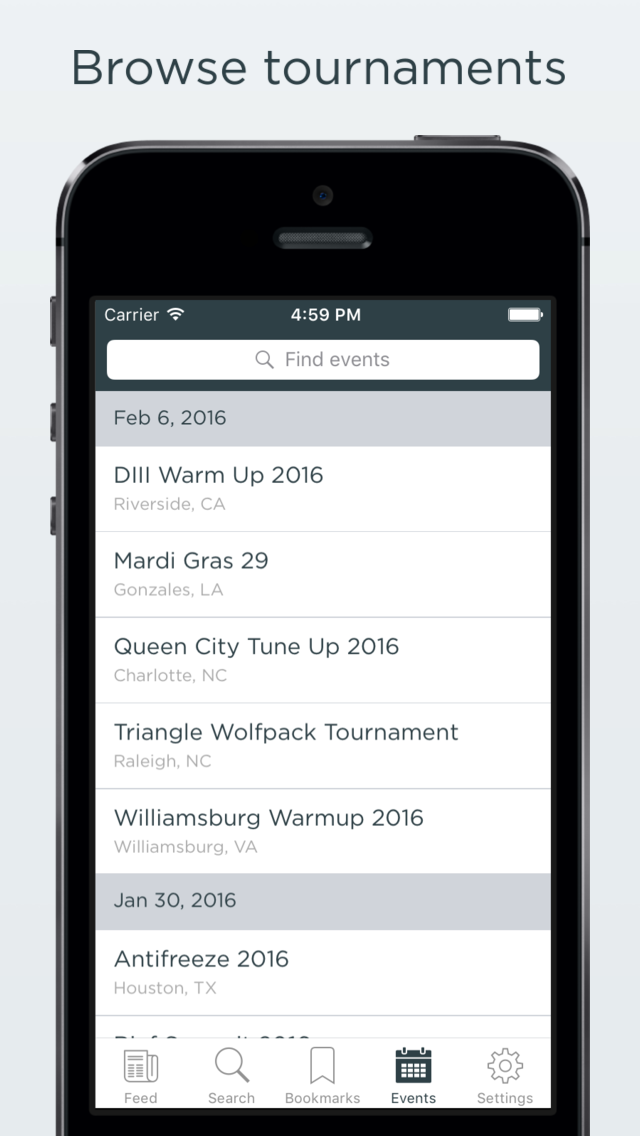 Browse tournaments
Carrier
4:59 PM
Find events
Feb 6, 2016
DIII Warm Up 2016
Riverside, CA
Mardi Gras 29
Gonzales, LA
Queen City Tune Up 2016
Charlotte, NC
Triangle Wolfpack Tournament
Raleigh, NC
Williamsburg Warmup 2016
Williamsburg, VA
Jan 30, 2016
Antifreeze 2016
Houston, TX
Feed
Search
Bookmarks
Events
Settings